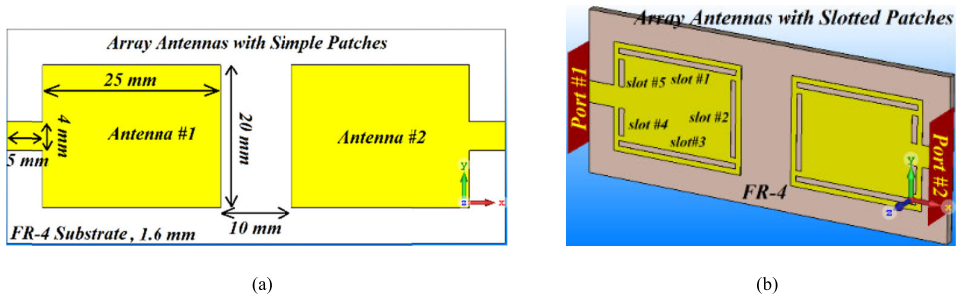 Array Antennas with Simple Patches
25 mm
Antenna #1
4 mm
5 mm
20 mm
Antenna #2
10 mm
y
z
x
FR-4 Substrate , 1.6 mm
(a)
Array Antennas with Slotted Patches
Port #1
slot #5
slot #1
slot #2
slot #4
slot#3
FR-4
Port #2
y
z
x
(b)